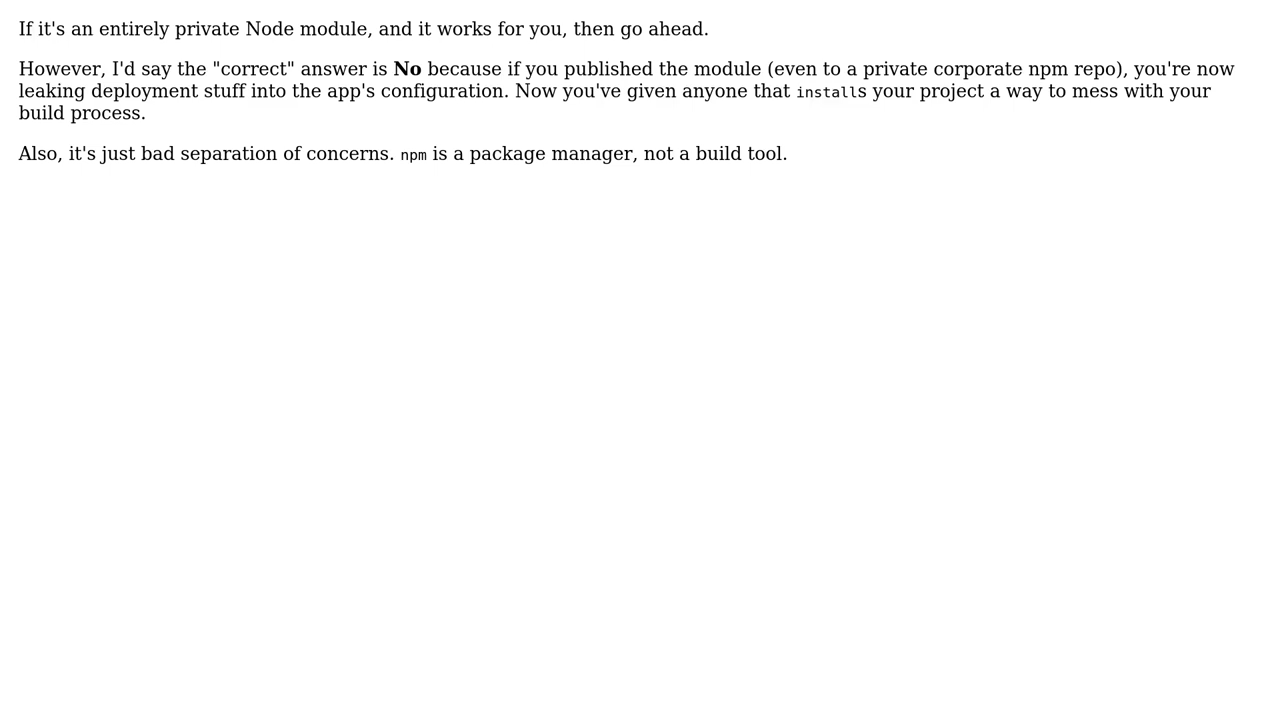 If it's an entirely private Node module, and it works for you, then go ahead.
However, I'd say the "correct" answer is No because if you published the module (even to a private corporate npm repo), you're now
leaking deployment stuff into the app's configuration. Now you've given anyone that installs your project a way to mess with your
build process.
Also, it's just bad separation of concerns. npm is a package manager, not a build tool.